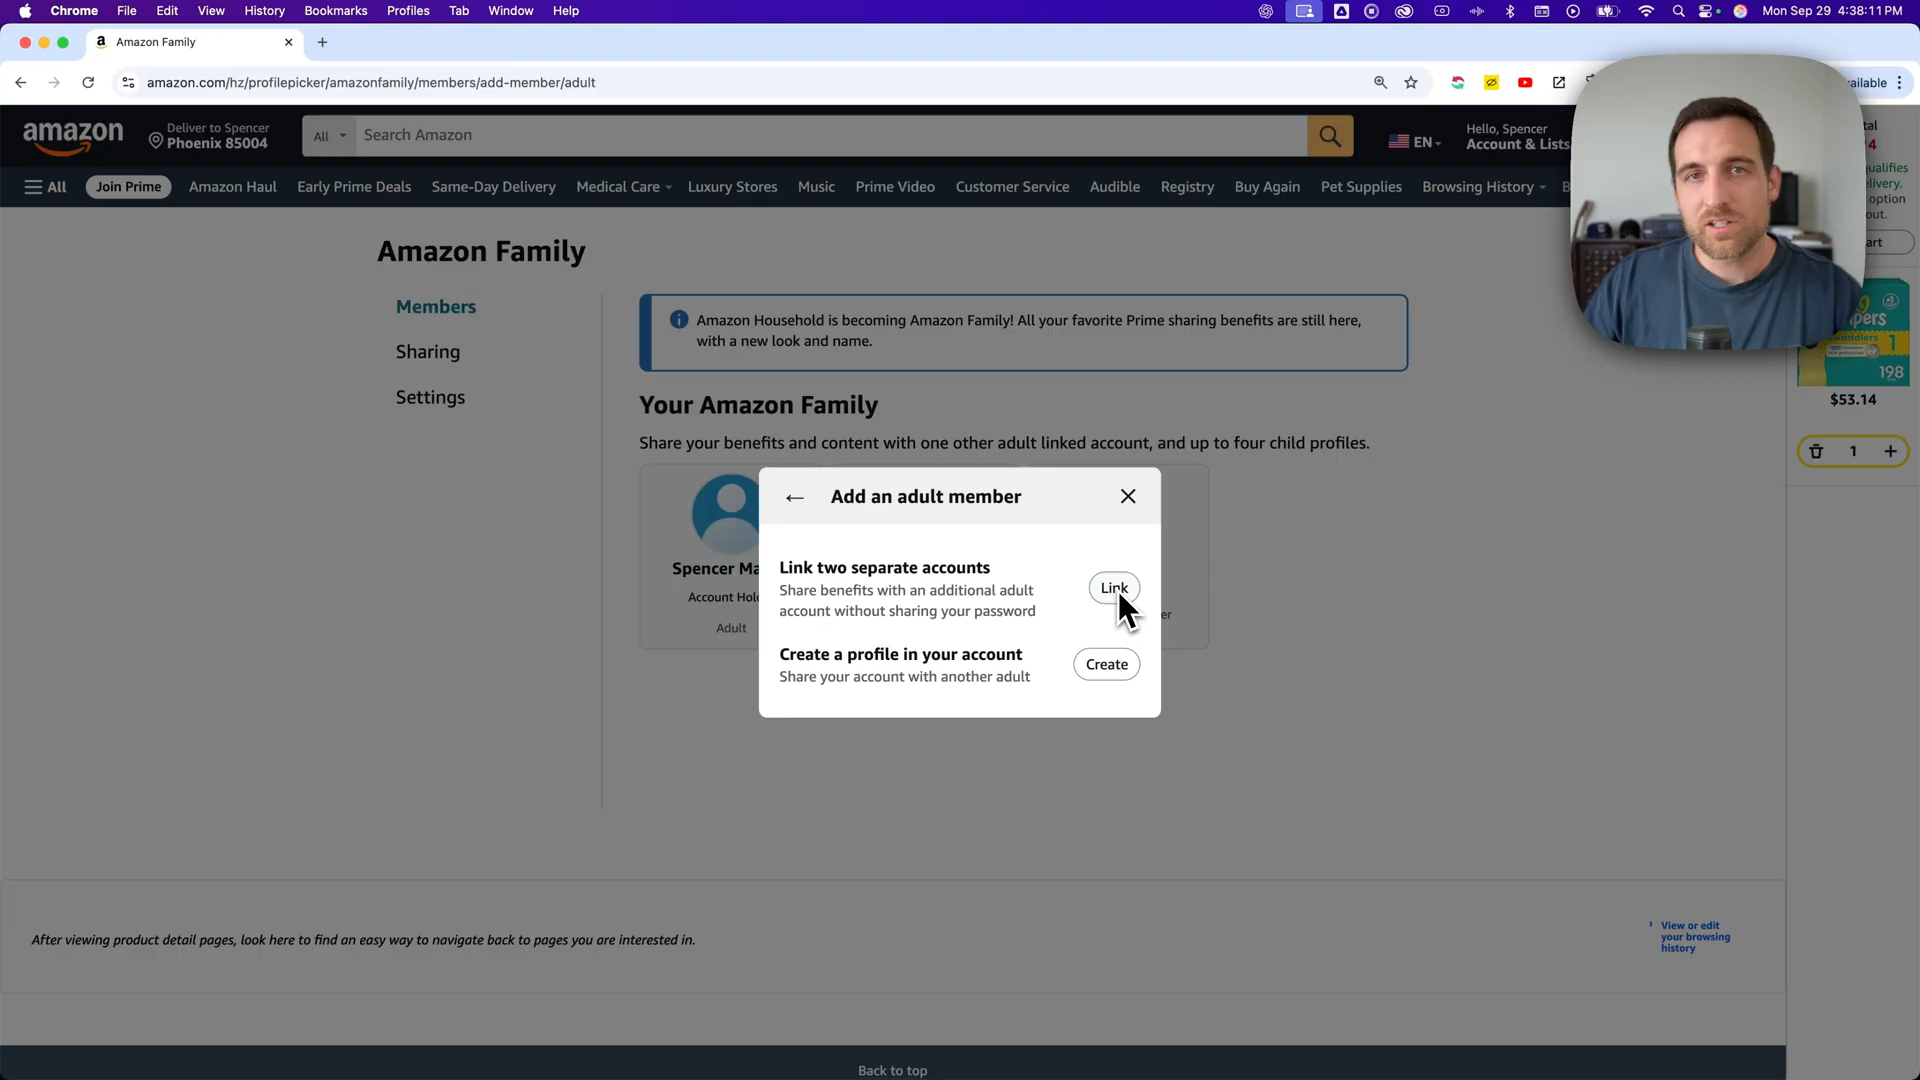 Chrome File Edit View History Bookmarks Profiles Tab Window Help Mon Sep 29 4:38:11 PM
Amazon Family
amazon.com/hz/profilepicker/amazonfamily/members/add-member/adult
amazon
Deliver to Spencer
Phoenix 85004
All
Search Amazon
EN
Hello, Spencer
Account & Lists
All Join Prime Amazon Haul Early Prime Deals Same-Day Delivery Medical Care Luxury Stores Music Prime Video Customer Service Audible Registry Buy Again Pet Supplies Browsing History
Amazon Family
Members
Sharing
Settings
Amazon Household is becoming Amazon Family! All your favorite Prime sharing benefits are still here,
with a new look and name.
Your Amazon Family
Share your benefits and content with one other adult linked account, and up to four child profiles.
Spencer
Account
Adult
Add an adult member
Link two separate accounts
Share benefits with an additional adult
account without sharing your password
Link
Create a profile in your account
Share your account with another adult
Create
option
out.
1
198
$53.14
1
After viewing product detail pages, look here to find an easy way to navigate back to pages you are interested in.
View or edit
your browsing
history
Back to top